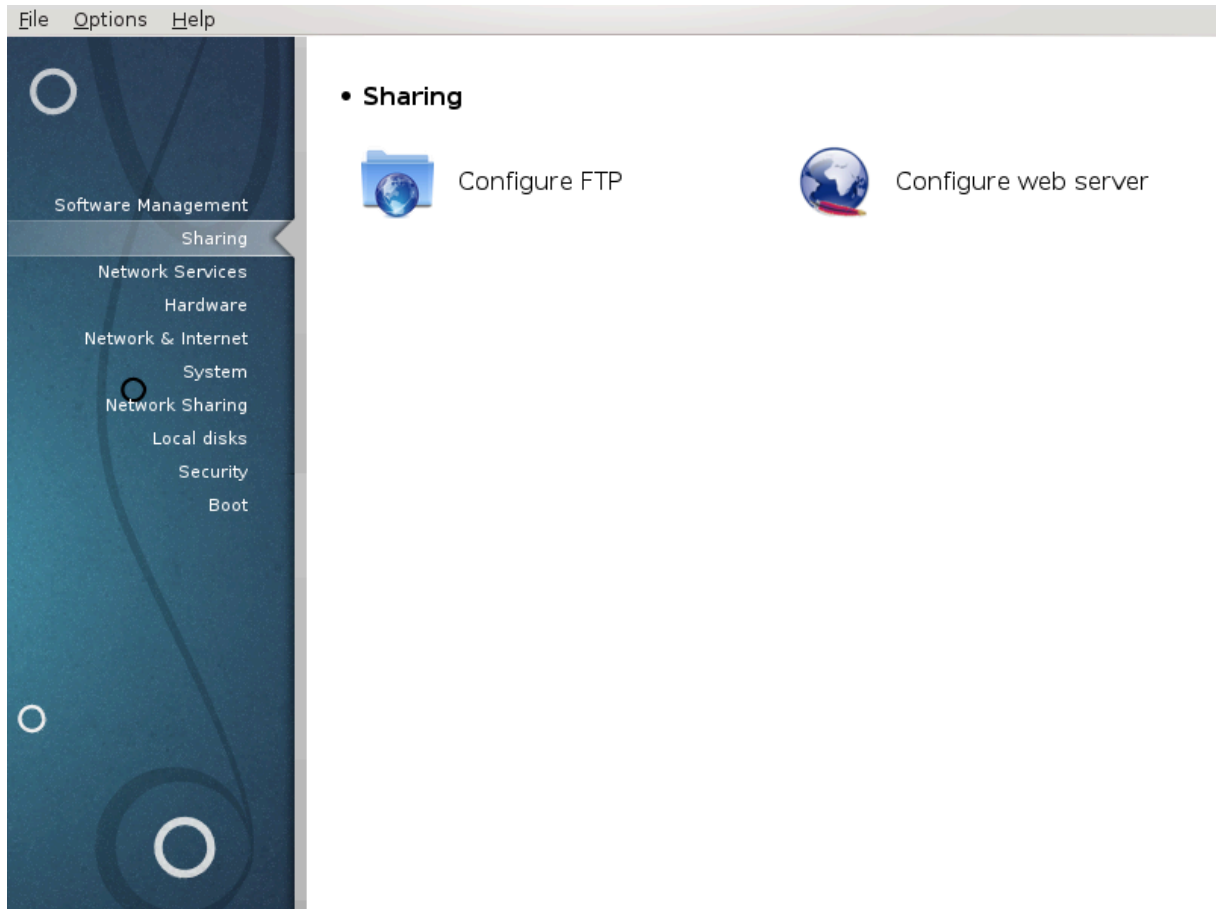 File Options Help
Software Management
Sharing
Network Services
Hardware
Network & Internet
System
Network Sharing
Local disks
Security
Boot
• Sharing
Configure FTP
Configure web server